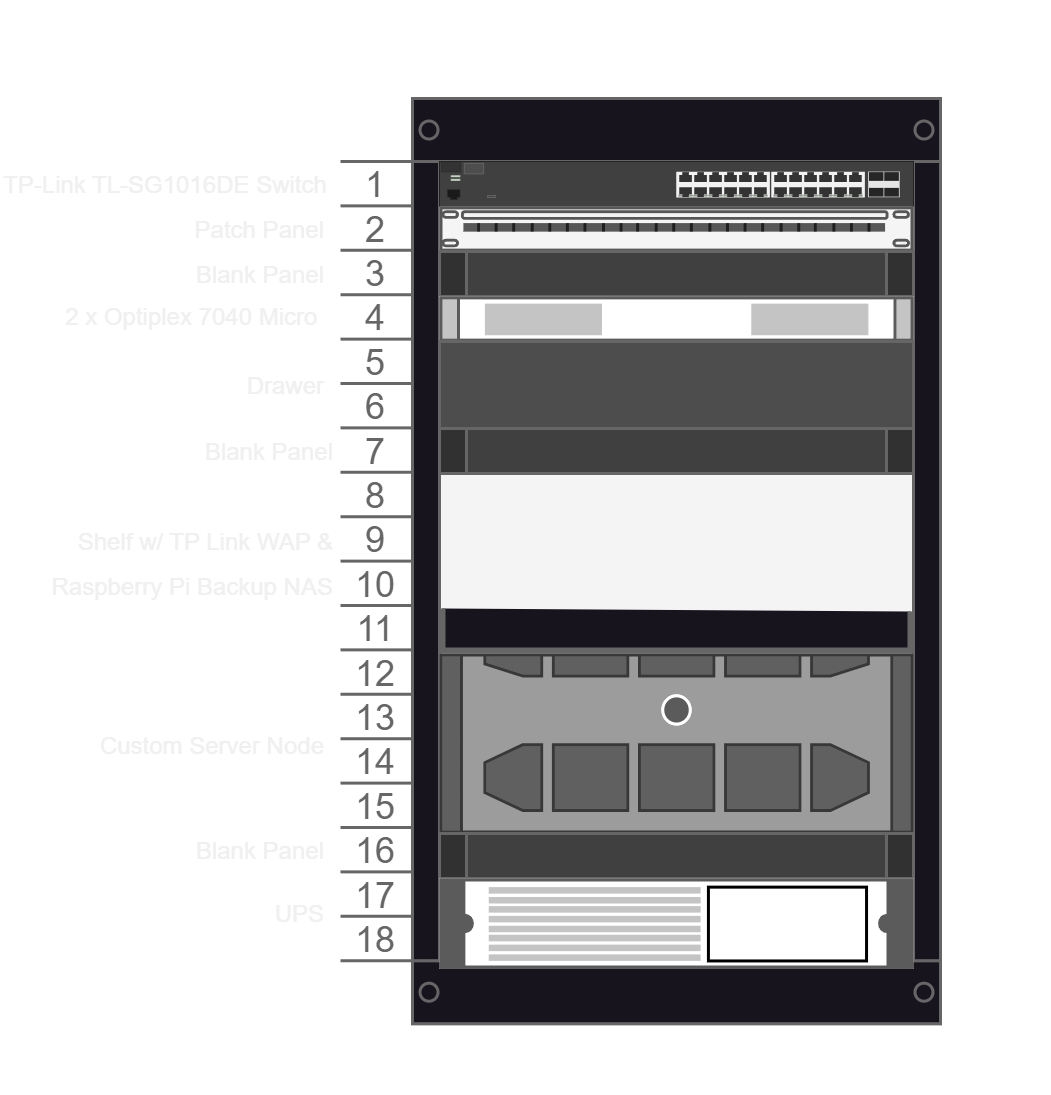 TP-Link TL-SG1016DE Switch 1
Patch Panel 2
Blank Panel 3
2 x Optiplex 7040 Micro 4
5
Drawer
6
Blank Panel 7
8
Shelf w/ TP Link WAP & 9
Raspberry Pi Backup NAS 10
11
12
13
Custom Server Node
14
15
Blank Panel 16
17
UPS
18